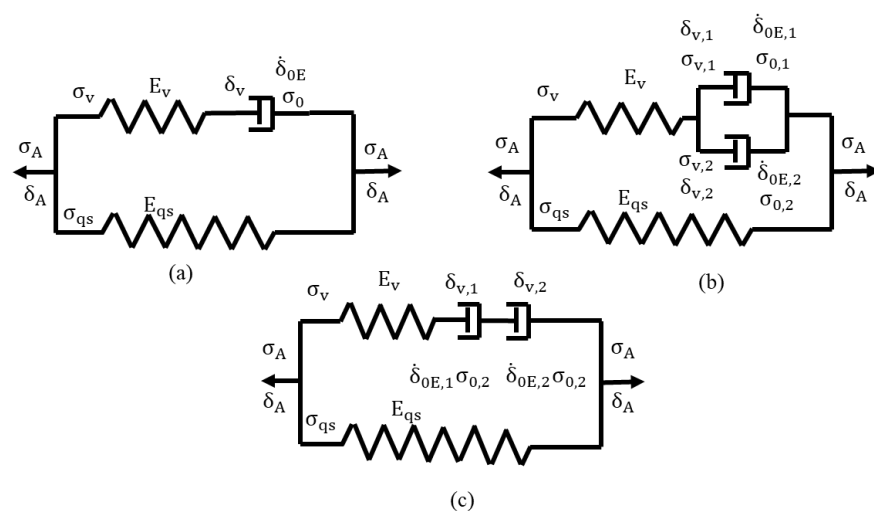 δ̇0E
σv Ev δv σ0
σA σA
δA δA
σqs Eqs
(a)
δv,1 δ̇0E,1
σv Ev σv,1 σ0,1
σA σA
δA δA
σv,2 δ̇0E,2
δv,2 σ0,2
σqs Eqs
(b)
σv Ev δv,1 δv,2
σA σA
δ̇0E,1 σ0,2 δ̇0E,2 σ0,2
δA δA
σqs Eqs
(c)